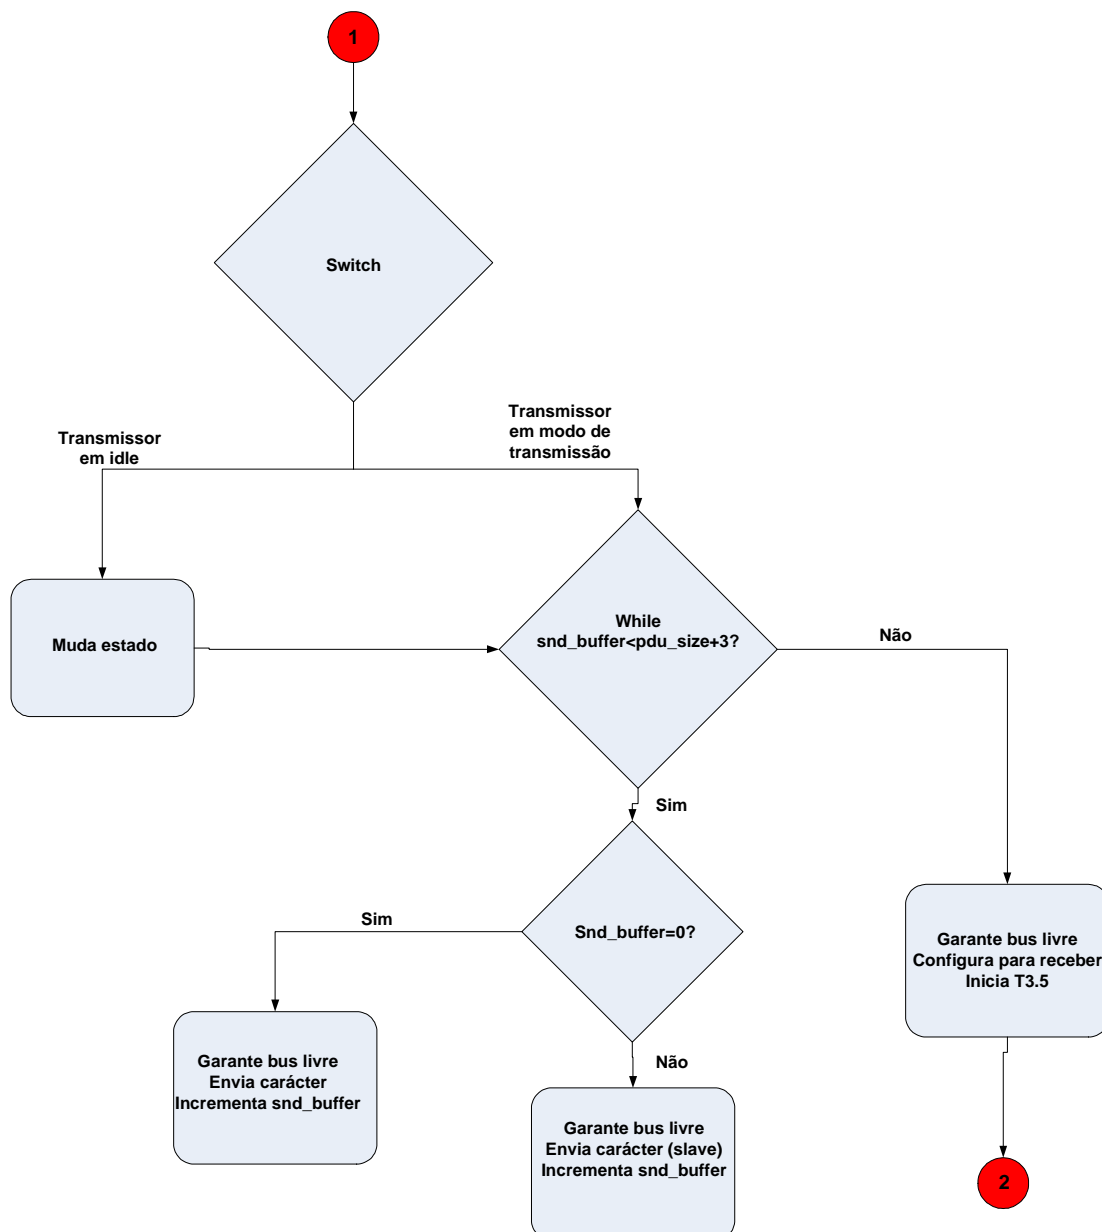 1
Switch
Transmissor
em idle
Transmissor
em modo de
transmissão
Muda estado
While
snd_buffer<pdu_size+3?
Não
Sim
Snd_buffer=0?
Sim
Não
Garante bus livre
Configura para receber
Inicia T3.5
Garante bus livre
Envia carácter
Incrementa snd_buffer
Garante bus livre
Envia carácter (slave)
Incrementa snd_buffer
2